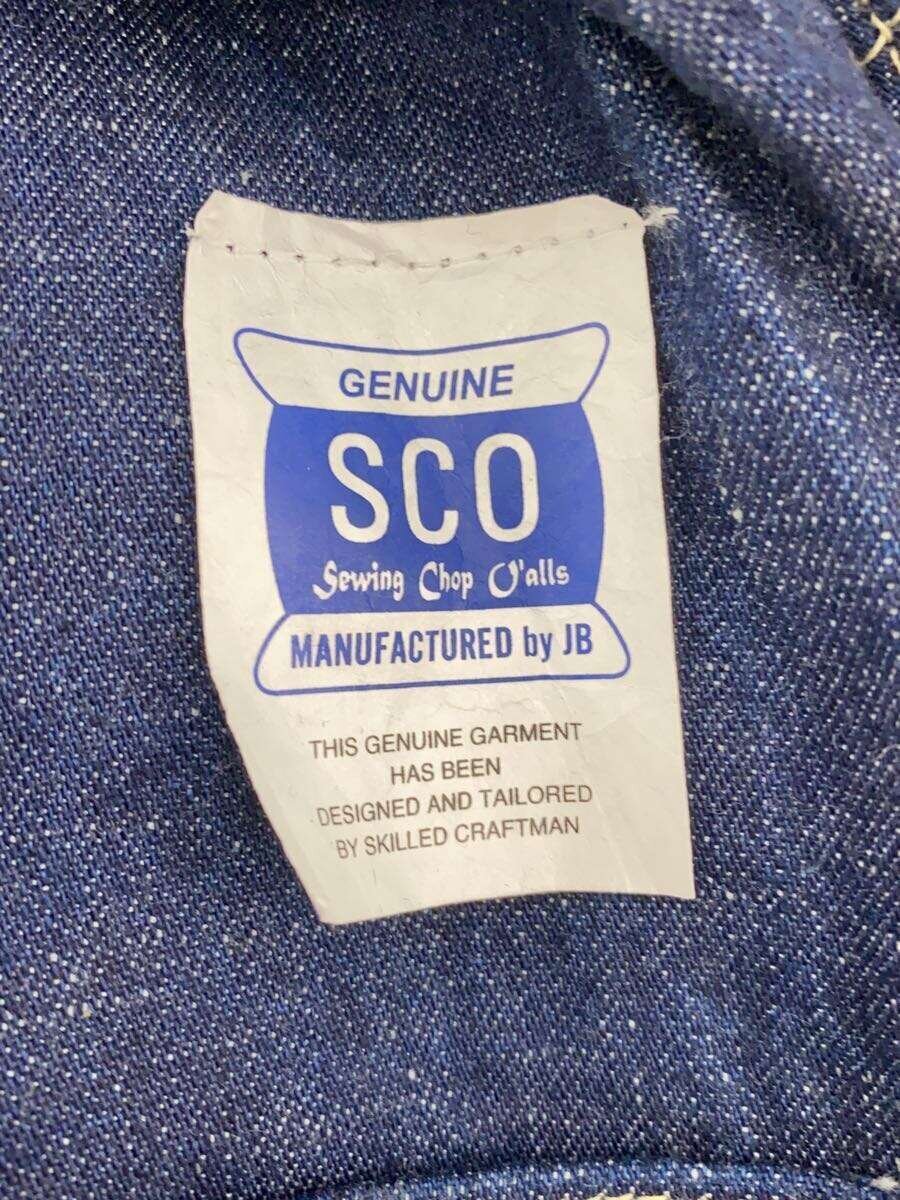 GENUINE
SCO
Sewing Chop O'alls
MANUFACTURED by JB
THIS GENUINE GARMENT
HAS BEEN
DESIGNED AND TAILORED
BY SKILLED CRAFTMAN